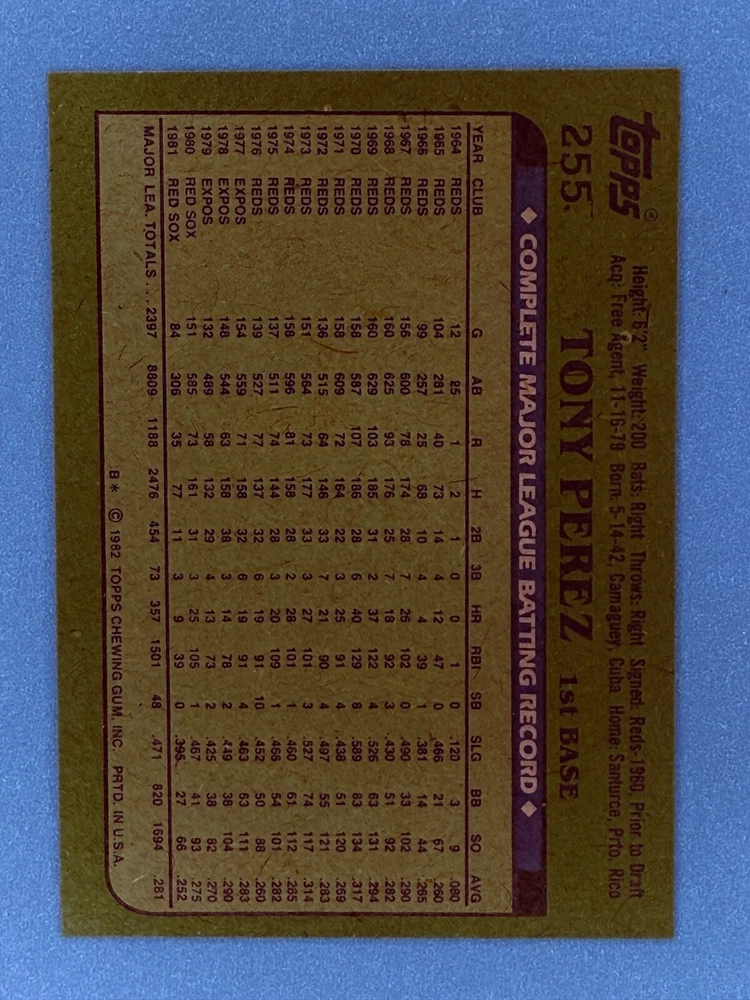 topps®
255
Height: 6'2" Weight: 200 Bats: Right Throws: Right Signed: Reds-1960, Prior to Draft
Acq: Free Agent, 11-16-79 Born: 5-14-42, Camaguey, Cuba Home: Santurce, Prto. Rico
TONY PEREZ 1st BASE
◆ COMPLETE MAJOR LEAGUE BATTING RECORD ◆
YEAR CLUB G AB R H 2B 3B HR RBI SB SLG BB SO AVG
1964 REDS 12 25 1 2 1 0 0 1 0 .120 3 9 .080
1965 REDS 104 281 40 73 14 4 12 47 0 .466 21 67 .260
1966 REDS 99 257 25 68 10 4 4 39 1 .381 14 44 .265
1967 REDS 156 600 78 174 28 7 26 102 0 .490 33 102 .290
1968 REDS 160 625 93 176 25 7 18 92 3 .430 51 92 .282
1969 REDS 160 629 103 185 31 2 37 122 4 .526 63 131 .294
1970 REDS 158 587 107 186 28 6 40 129 8 .589 83 134 .317
1971 REDS 158 609 72 164 22 3 25 91 4 .438 51 120 .269
1972 REDS 136 515 64 146 33 7 21 90 4 .497 55 121 .283
1973 REDS 151 564 73 177 33 3 27 101 3 .527 74 117 .314
1974 REDS 158 596 81 158 28 2 28 101 1 .460 61 112 .265
1975 REDS 137 511 74 144 28 3 20 109 1 .466 54 101 .282
1976 REDS 139 527 77 137 32 6 19 91 10 .452 50 88 .260
1977 EXPOS 154 559 71 158 32 6 19 91 4 .463 63 111 .283
1978 EXPOS 148 544 63 158 38 3 14 78 2 .449 38 104 .290
1979 EXPOS 132 489 58 132 29 4 13 73 2 .425 38 82 .270
1980 RED SOX 151 585 73 161 31 3 25 105 1 .467 41 93 .275
1981 RED SOX 84 306 35 77 11 3 9 39 0 .395 27 66 .252
MAJOR LEA. TOTALS... 2397 8809 1188 2476 454 73 357 1501 48 .471 820 1694 .281
B* © 1982 TOPPS CHEWING GUM, INC. PRTD. IN U.S.A.